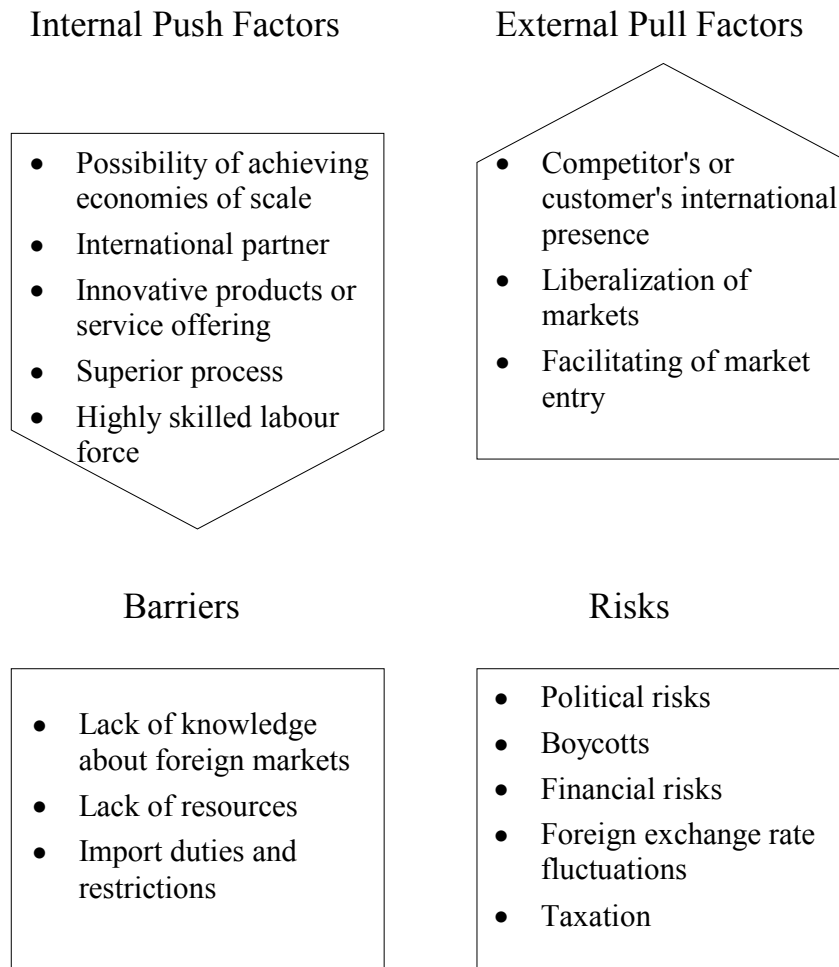 Internal Push Factors
• Possibility of achieving
economies of scale
• International partner
• Innovative products or
service offering
• Superior process
• Highly skilled labour
force
External Pull Factors
• Competitor's or
customer's international
presence
• Liberalization of
markets
• Facilitating of market
entry
Barriers
• Lack of knowledge
about foreign markets
• Lack of resources
• Import duties and
restrictions
Risks
• Political risks
• Boycotts
• Financial risks
• Foreign exchange rate
fluctuations
• Taxation